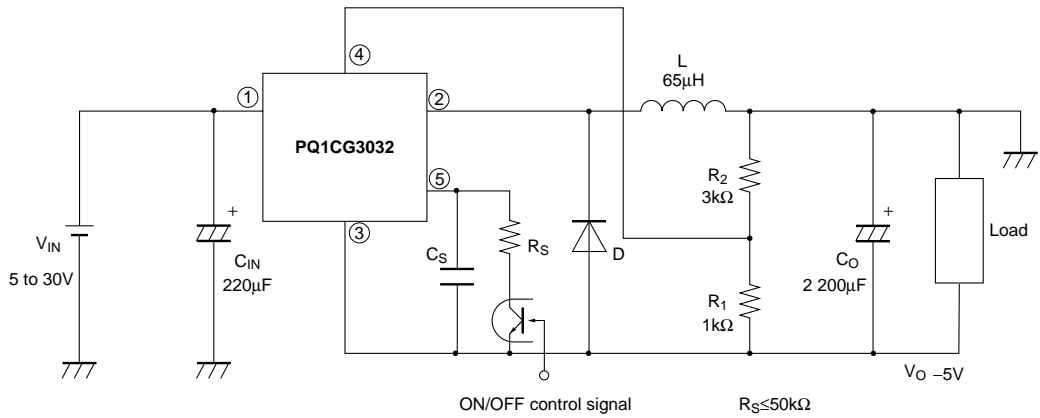 ④
L
65μH
①
②
PQ1CG3032
⑤
R2
3kΩ
③
+
+
VIN
CIN
CS
RS
D
CO
Load
5 to 30V
220μF
2 200μF
R1
1kΩ
VO –5V
ON/OFF control signal
RS≤50kΩ